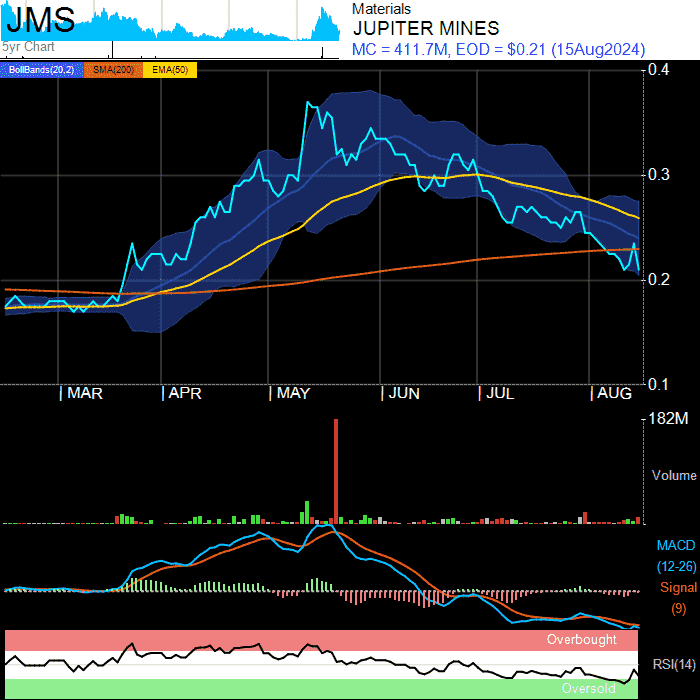 JMS
5yr Chart
Materials
JUPITER MINES
MC = 411.7M, EOD = $0.21 (15Aug2024)
BollBands(20,2) SMA(200) EMA(50)
0.4
0.3
0.2
0.1
MAR APR MAY JUN JUL AUG
182M
Volume
MACD
(12-26)
Signal
(9)
Overbought
RSI(14)
Oversold